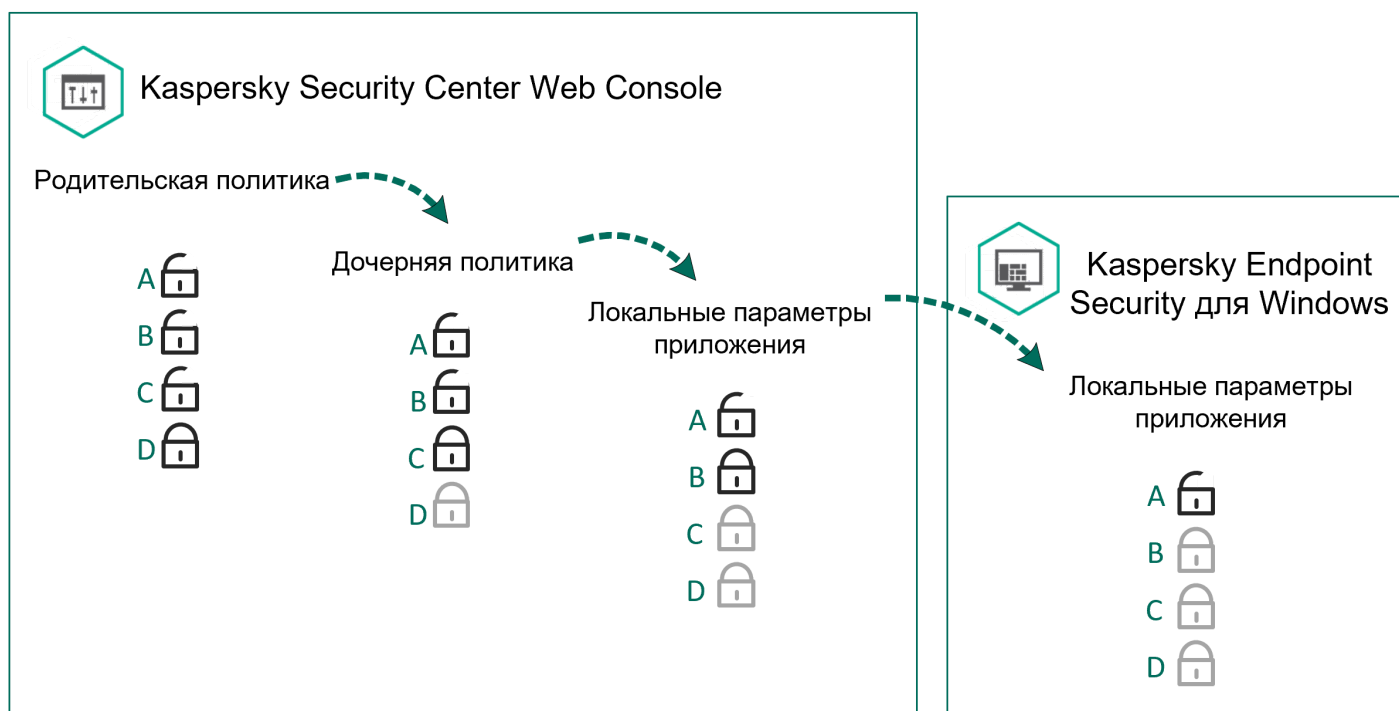 Kaspersky Security Center Web Console
Родительская политика
A
B
C
D
Дочерняя политика
A
B
C
D
Локальные параметры
приложения
A
B
C
D
Kaspersky Endpoint
Security для Windows
Локальные параметры
приложения
A
B
C
D